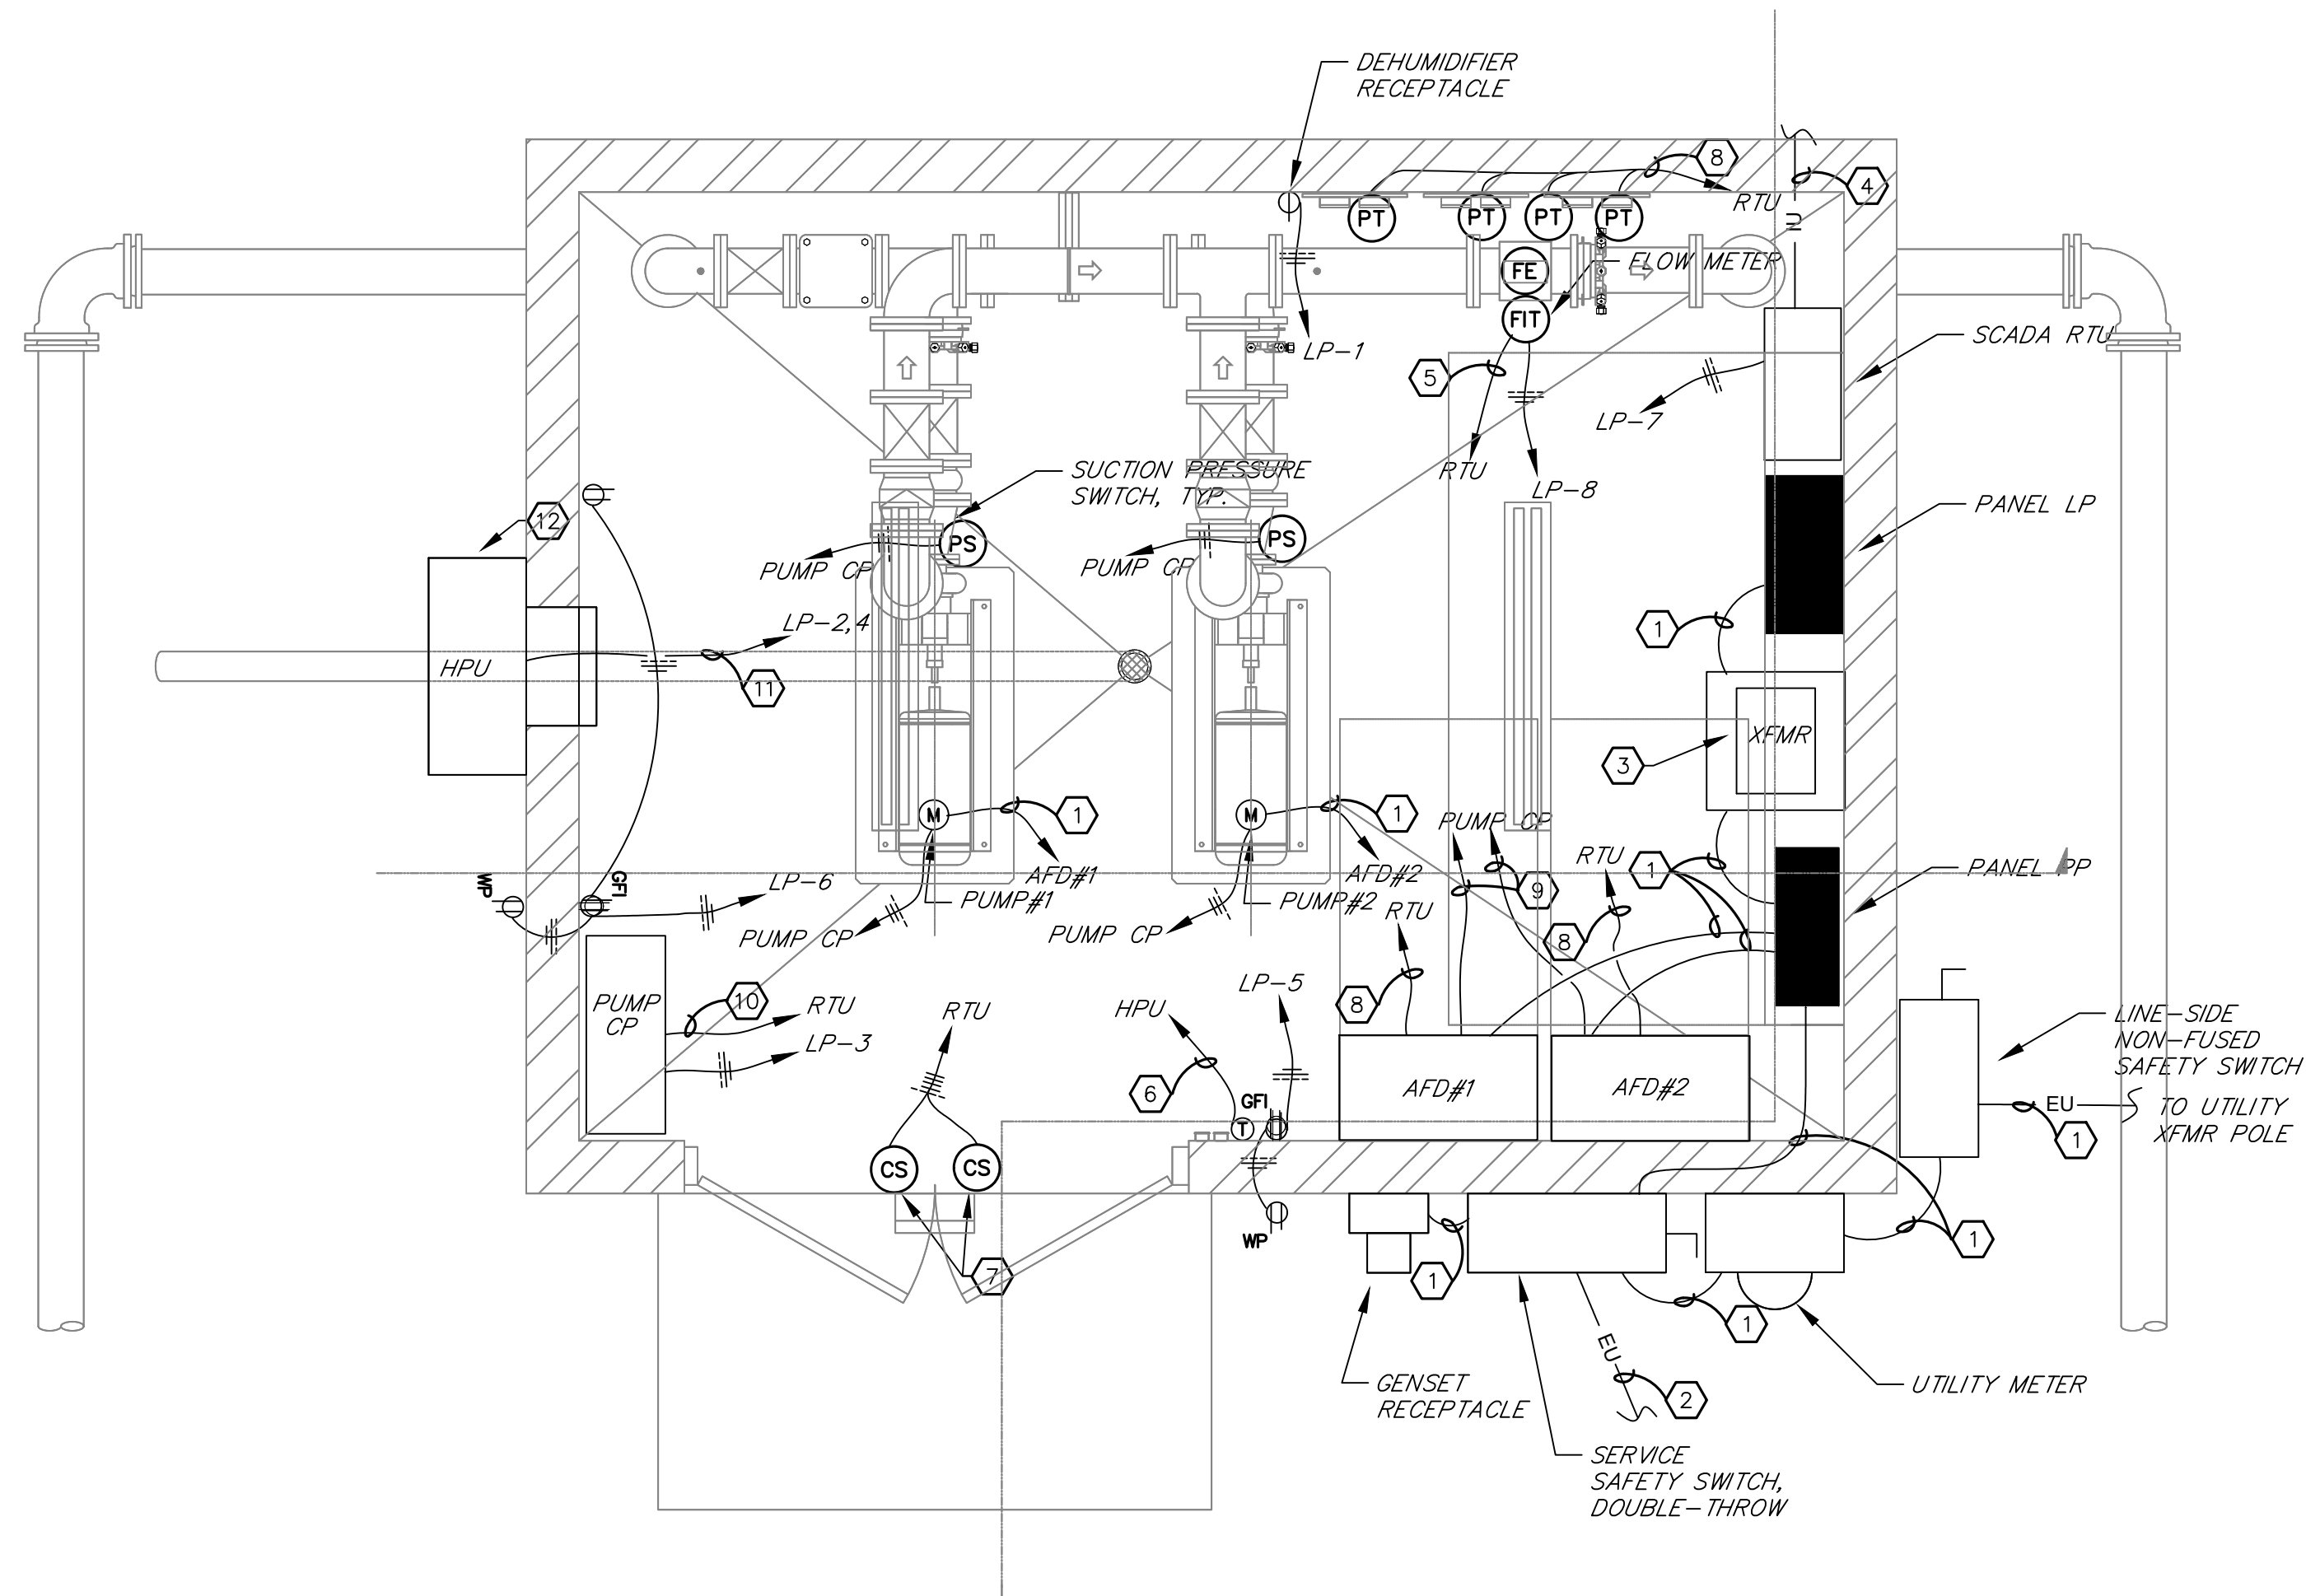 DEHUMIDIFIER
RECEPTACLE
8
4
RTU
PT
PT
PT
PT
IU
FE
FLOW METER
FIT
SCADA RTU
LP-1
5
LP-7
RTU
LP-8
SUCTION PRESSURE
SWITCH, TYP.
PANEL LP
12
PS
PS
PUMP CP
PUMP CP
LP-2,4
1
HPU
11
XFMR
3
M
1
M
1
PUMP CP
RTU
1
PANEL PP
AFD#1
AFD#2
9
WP
GFI
LP-6
PUMP#1
PUMP#2
RTU
PUMP CP
PUMP CP
8
LP-5
8
PUMP
CP
10
RTU
RTU
HPU
LP-3
LINE-SIDE
NON-FUSED
SAFETY SWITCH
6
GFI
AFD#1
AFD#2
EU
TO UTILITY
XFMR POLE
T
1
CS
CS
WP
1
7
1
1
EU
GENSET
RECEPTACLE
2
UTILITY METER
SERVICE
SAFETY SWITCH,
DOUBLE-THROW